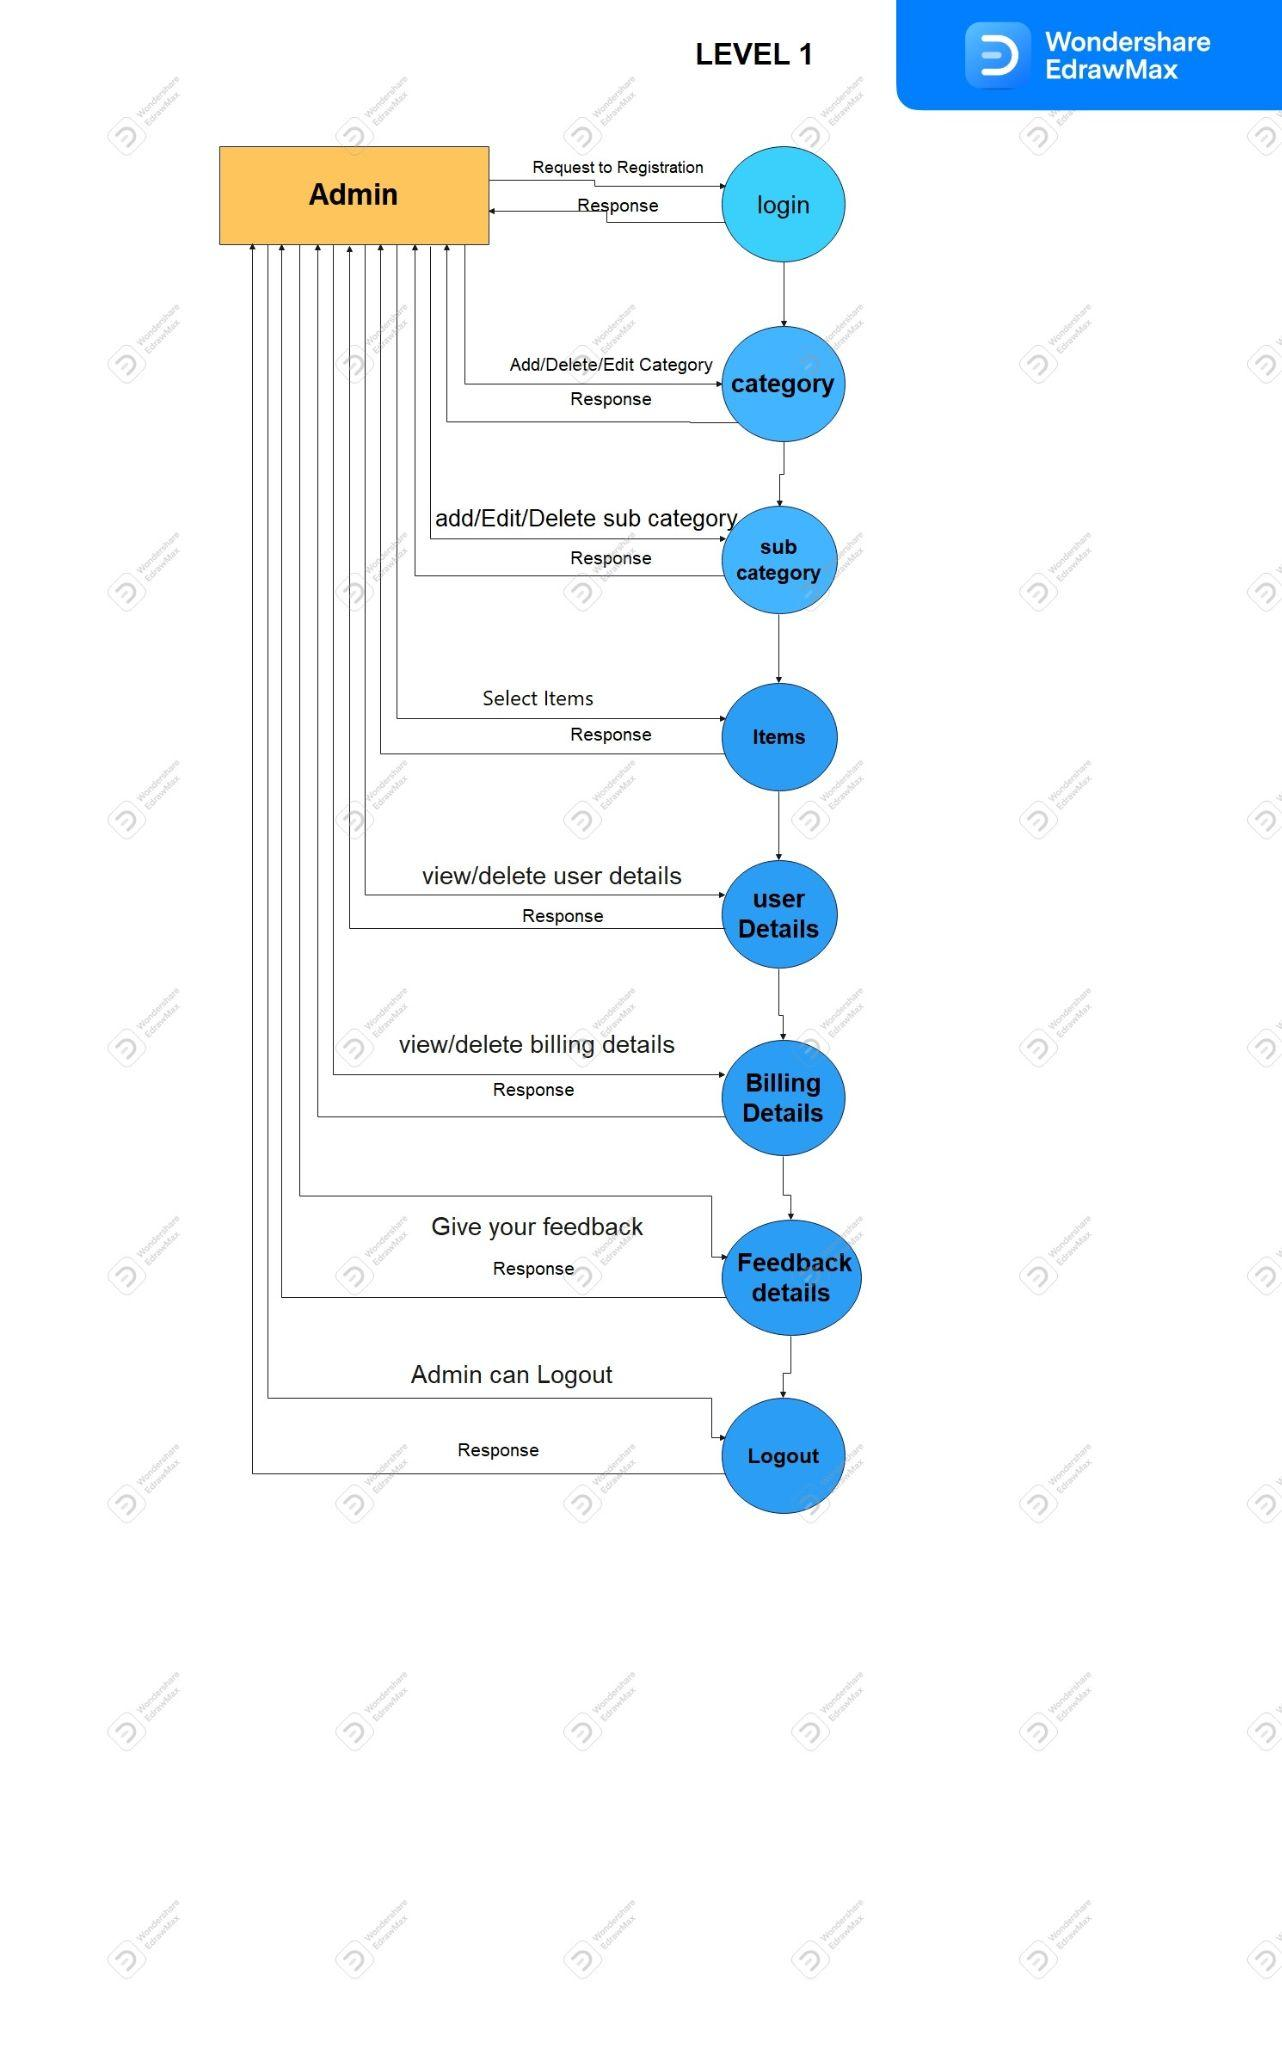 LEVEL 1
Wondershare
EdrawMax
Admin
Request to Registration
Response
login
Add/Delete/Edit Category
Response
category
add/Edit/Delete sub category
Response
sub
category
Select Items
Response
Items
view/delete user details
Response
user
Details
view/delete billing details
Response
Billing
Details
Give your feedback
Response
Feedback
details
Admin can Logout
Response
Logout